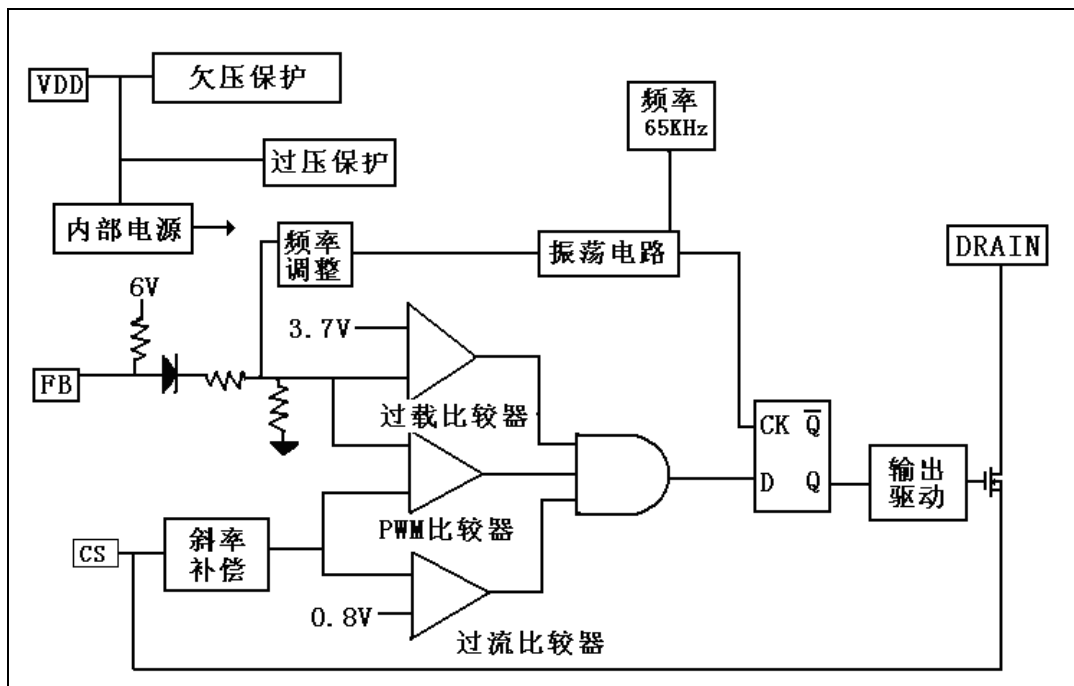 VDD
欠压保护
过压保护
内部电源
频率
65KHz
频率
调整
振荡电路
DRAIN
6V
3.7V
FB
过载比较器
CK Q̅
D Q
输出
驱动
PWM比较器
CS
斜率
补偿
0.8V
过流比较器